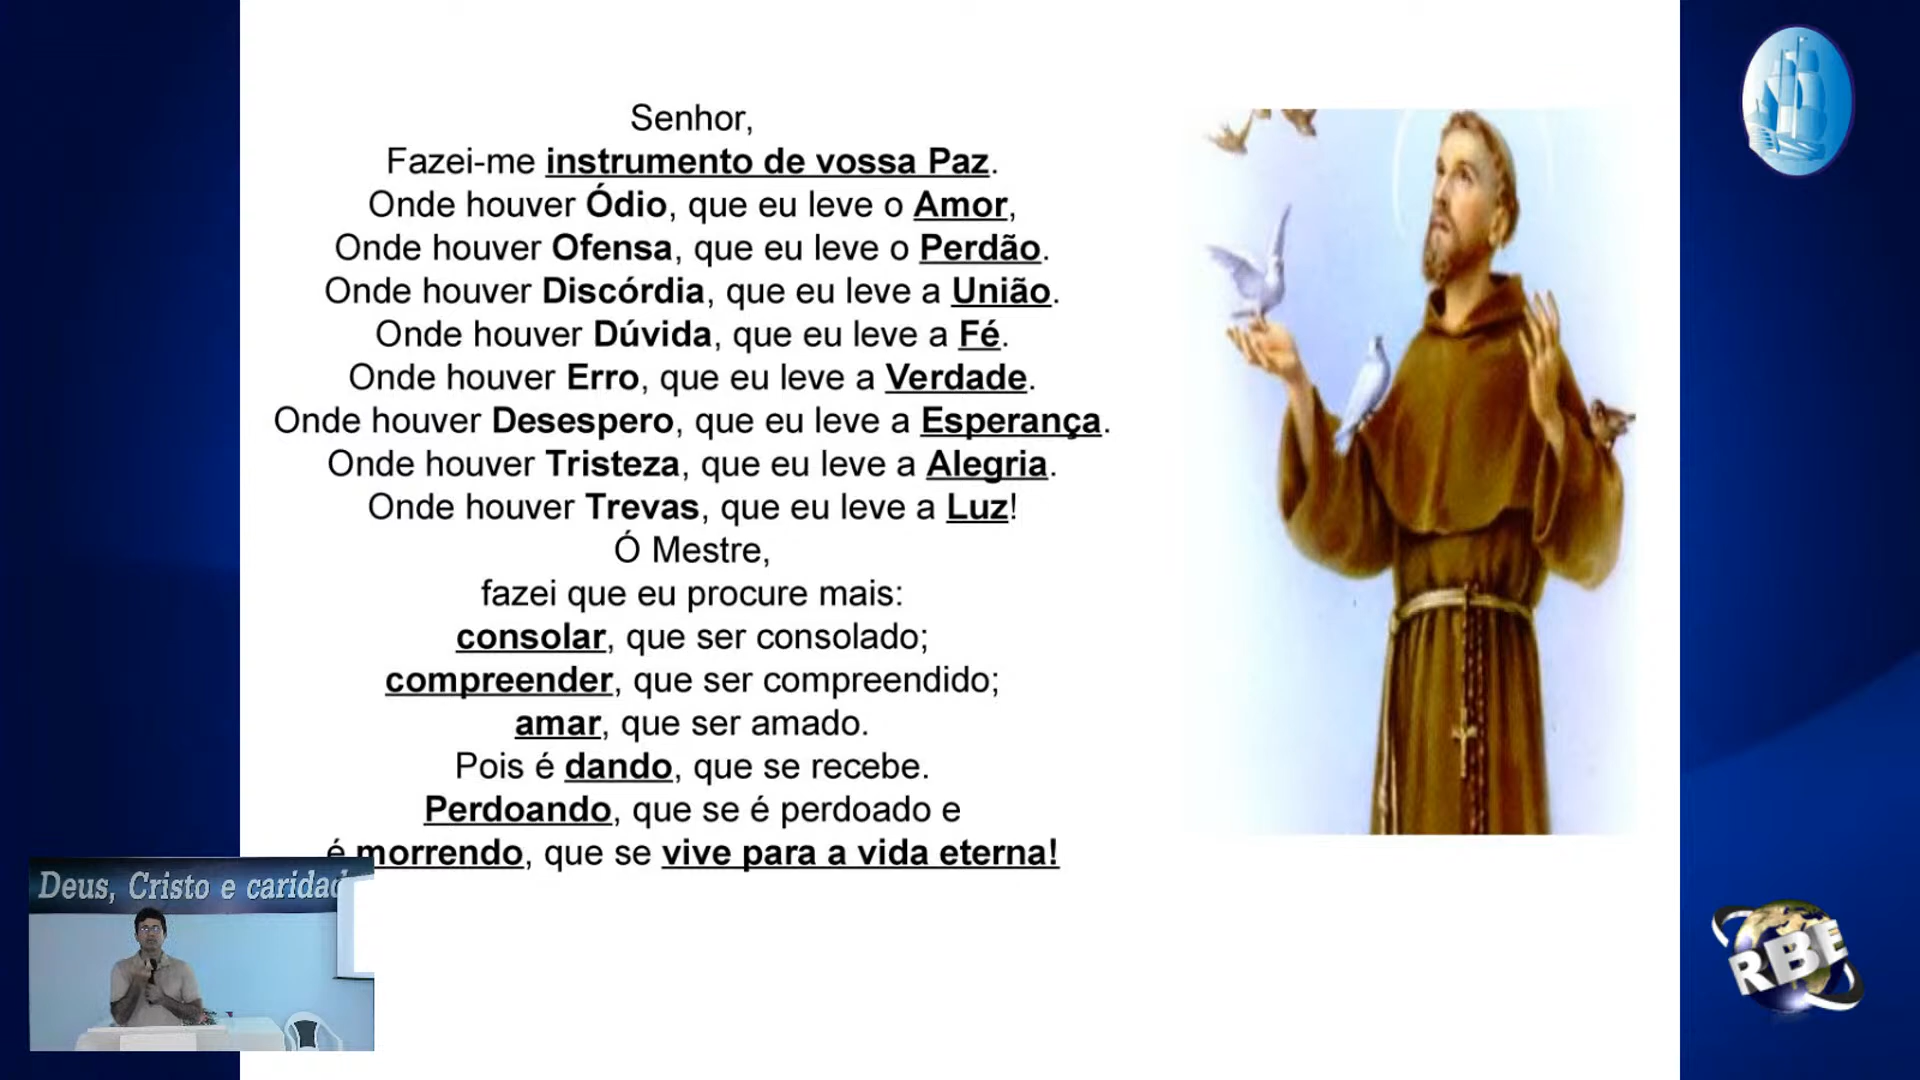 Senhor,
Fazei-me instrumento de vossa Paz.
Onde houver Ódio, que eu leve o Amor,
Onde houver Ofensa, que eu leve o Perdão.
Onde houver Discórdia, que eu leve a União.
Onde houver Dúvida, que eu leve a Fé.
Onde houver Erro, que eu leve a Verdade.
Onde houver Desespero, que eu leve a Esperança.
Onde houver Tristeza, que eu leve a Alegria.
Onde houver Trevas, que eu leve a Luz!
Ó Mestre,
fazei que eu procure mais:
consolar, que ser consolado;
compreender, que ser compreendido;
amar, que ser amado.
Pois é dando, que se recebe.
Perdoando, que se é perdoado e
é morrendo, que se vive para a vida eterna!
Deus, Cristo e caridad
RBE